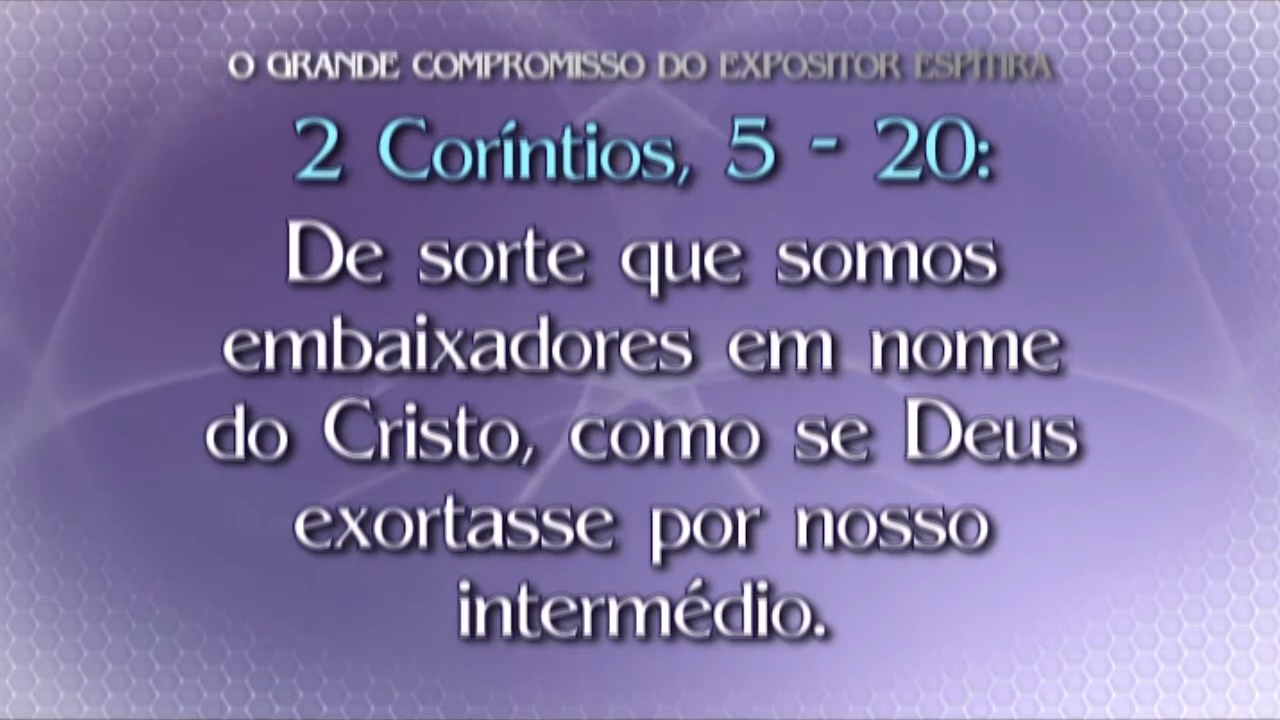 O GRANDE COMPROMISSO DO EXPOSITOR ESPÍTIRA
2 Coríntios, 5 - 20:
De sorte que somos
embaixadores em nome
do Cristo, como se Deus
exortasse por nosso
intermédio.